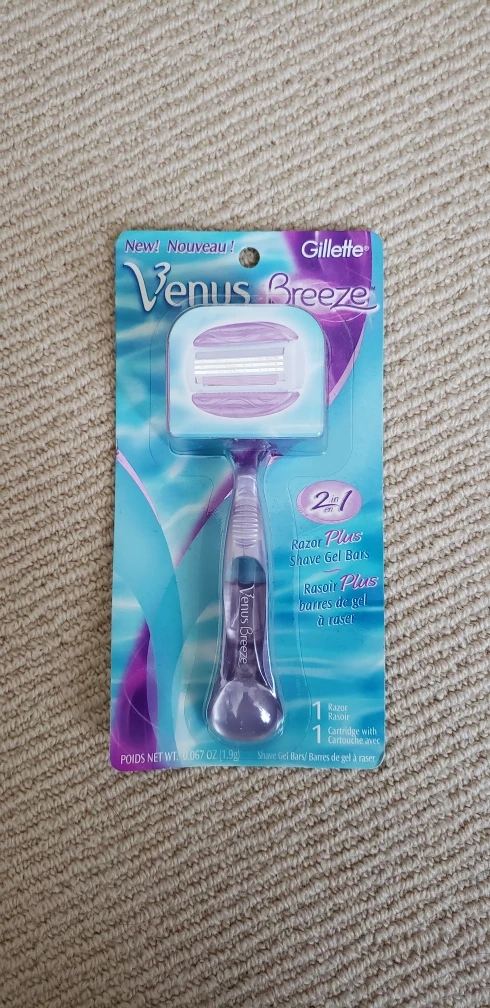 New! Nouveau!
Gillette®
Venus Breeze™
2 in en 1
Razor Plus
Shave Gel Bars
Rasoir Plus
barres de gel
à raser
Venus Breeze
1 Razor
Rasoir
1 Cartridge with
Cartouche avec
POIDS NET WT. 0.067 OZ (1.9g)
Shave Gel Bars/ Barres de gel à raser